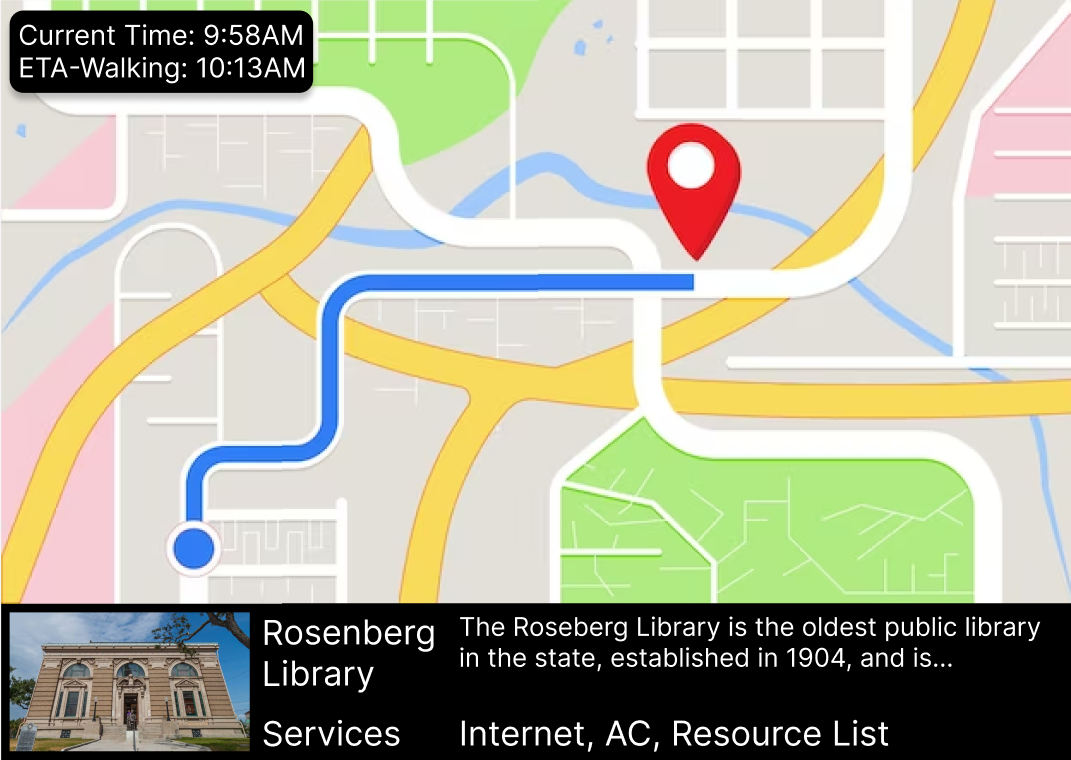 Current Time: 9:58AM
ETA-Walking: 10:13AM
Rosenberg
Library
The Roseberg Library is the oldest public library
in the state, established in 1904, and is...
Services
Internet, AC, Resource List